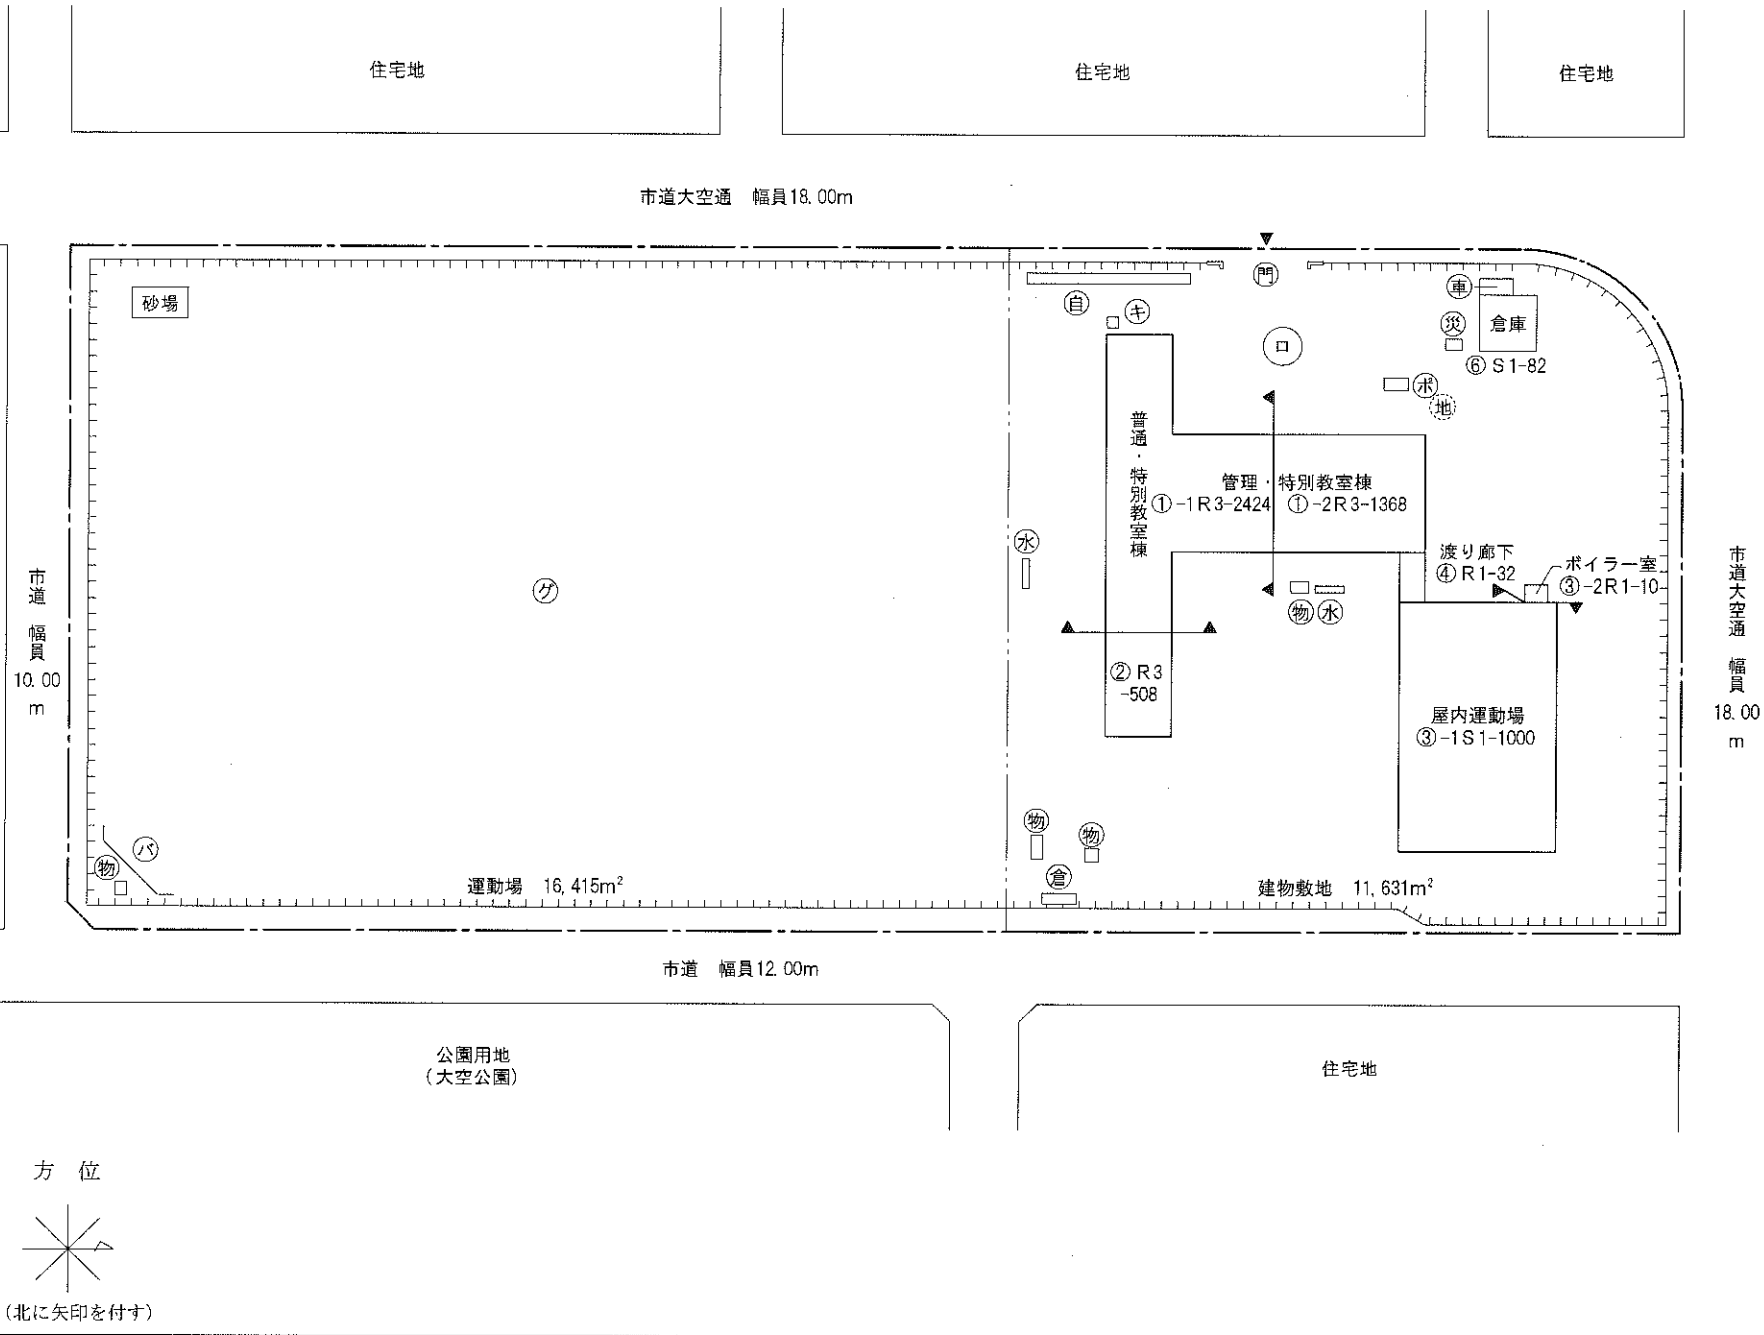 住宅地
住宅地
住宅地
市道大空通　幅員18.00m
門
車
砂場
自
キ
災
倉庫
ロ
⑥ S1-82
ポ
地
普通・特別教室棟
管理・特別教室棟
①-1R3-2424
①-2R3-1368
水
渡り廊下
④ R1-32
ボイラー室
③-2R1-10
グ
物
水
市道　幅員
10.00
m
市道大空通　幅員
18.00
m
② R3
-508
屋内運動場
③-1S1-1000
物
物
バ
物
倉
運動場　16,415m²
建物敷地　11,631m²
市道　幅員12.00m
公園用地
（大空公園）
住宅地
方　位
（北に矢印を付す）